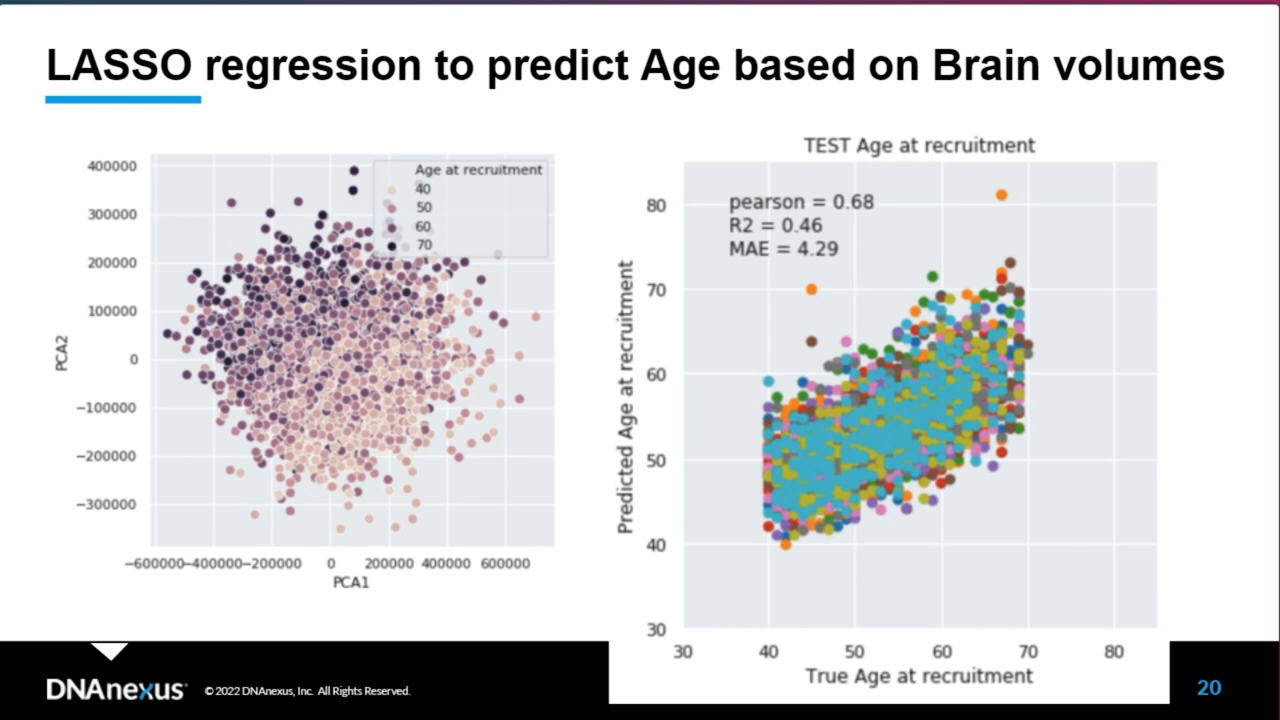 LASSO regression to predict Age based on Brain volumes
400000
300000
200000
100000
0
−100000
−200000
−300000
PCA2
−600000−400000−200000 0 200000 400000 600000
PCA1
Age at recruitment
40
50
60
70
TEST Age at recruitment
pearson = 0.68
R2 = 0.46
MAE = 4.29
80
70
60
50
40
30
Predicted Age at recruitment
30 40 50 60 70 80
True Age at recruitment
DNAnexus
© 2022 DNAnexus, Inc. All Rights Reserved.
20